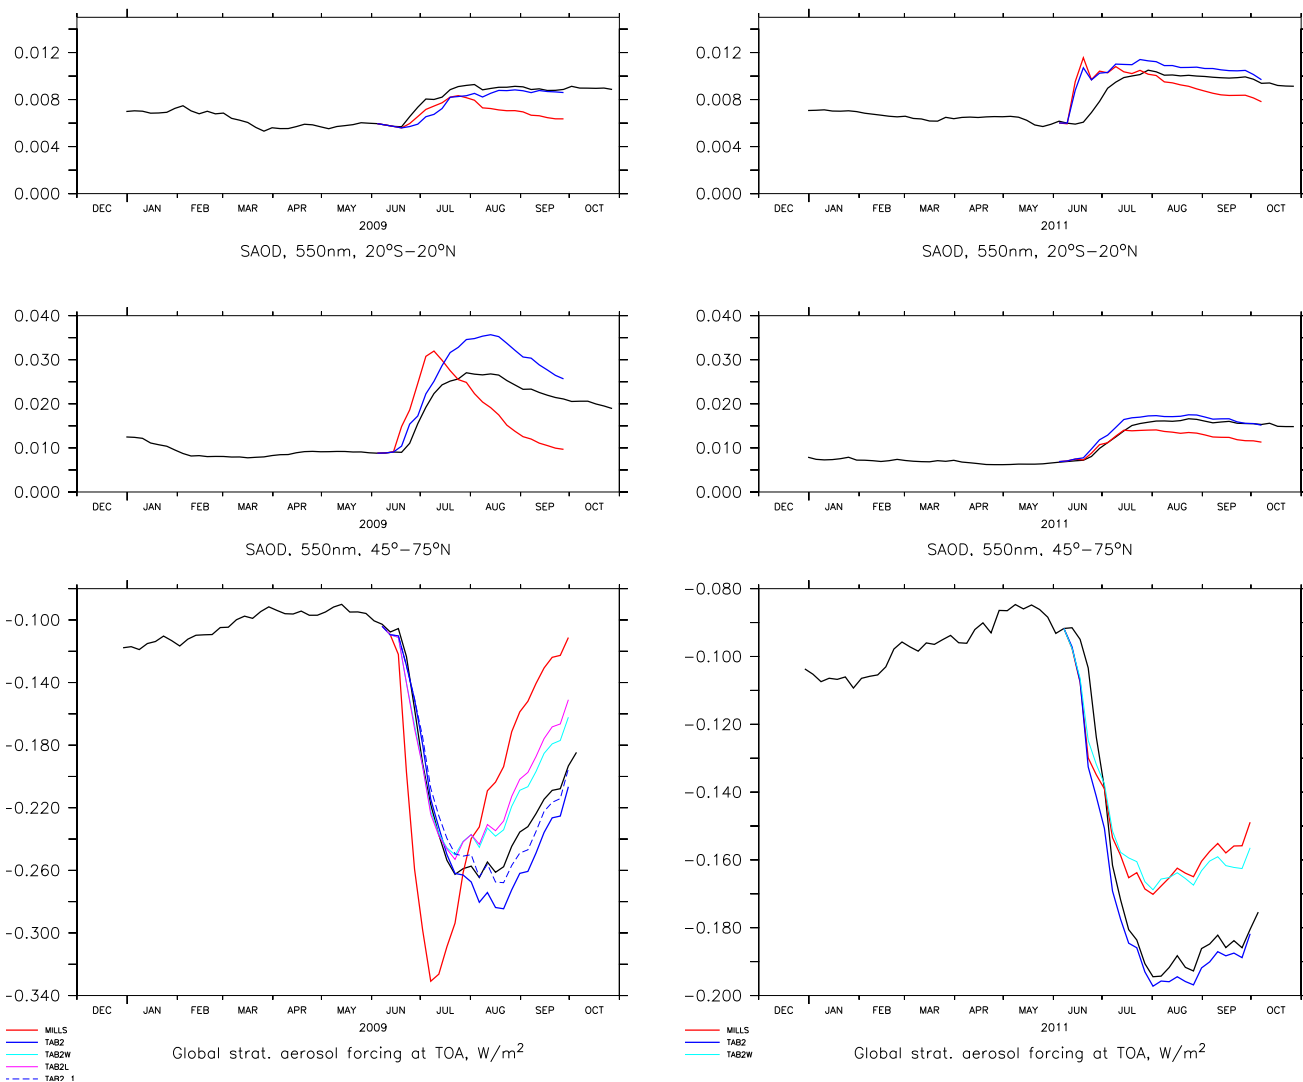 0.012
0.008
0.004
0.000
DEC JAN FEB MAR APR MAY JUN JUL AUG SEP OCT
2009
SAOD, 550nm, 20°S−20°N
0.012
0.008
0.004
0.000
DEC JAN FEB MAR APR MAY JUN JUL AUG SEP OCT
2011
SAOD, 550nm, 20°S−20°N
0.040
0.030
0.020
0.010
0.000
DEC JAN FEB MAR APR MAY JUN JUL AUG SEP OCT
2009
SAOD, 550nm, 45°−75°N
0.040
0.030
0.020
0.010
0.000
DEC JAN FEB MAR APR MAY JUN JUL AUG SEP OCT
2011
SAOD, 550nm, 45°−75°N
−0.100
−0.140
−0.180
−0.220
−0.260
−0.300
−0.340
DEC JAN FEB MAR APR MAY JUN JUL AUG SEP OCT
2009
Global strat. aerosol forcing at TOA, W/m²
MILLS
TAB2
TAB2W
TAB2L
TAB2_1
−0.080
−0.100
−0.120
−0.140
−0.160
−0.180
−0.200
DEC JAN FEB MAR APR MAY JUN JUL AUG SEP OCT
2011
Global strat. aerosol forcing at TOA, W/m²
MILLS
TAB2
TAB2W